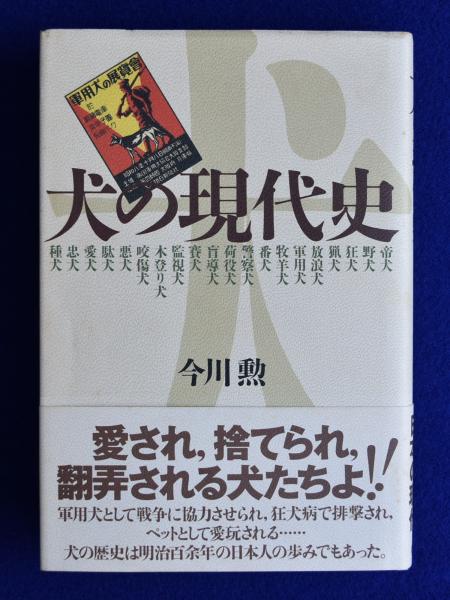 軍用犬の展覽會
犬の現代史
帝犬
野犬
狂犬
猟犬
放浪犬
軍用犬
牧羊犬
番犬
警察犬
荷役犬
盲導犬
賽犬
監視犬
木登り犬
咬傷犬
悪犬
駄犬
愛犬
忠犬
種犬
今川勲
愛され，捨てられ，
翻弄される犬たちよ!!
軍用犬として戦争に協力させられ，狂犬病で排撃され，
ペットとして愛玩される……
犬の歴史は明治百余年の日本人の歩みでもあった。